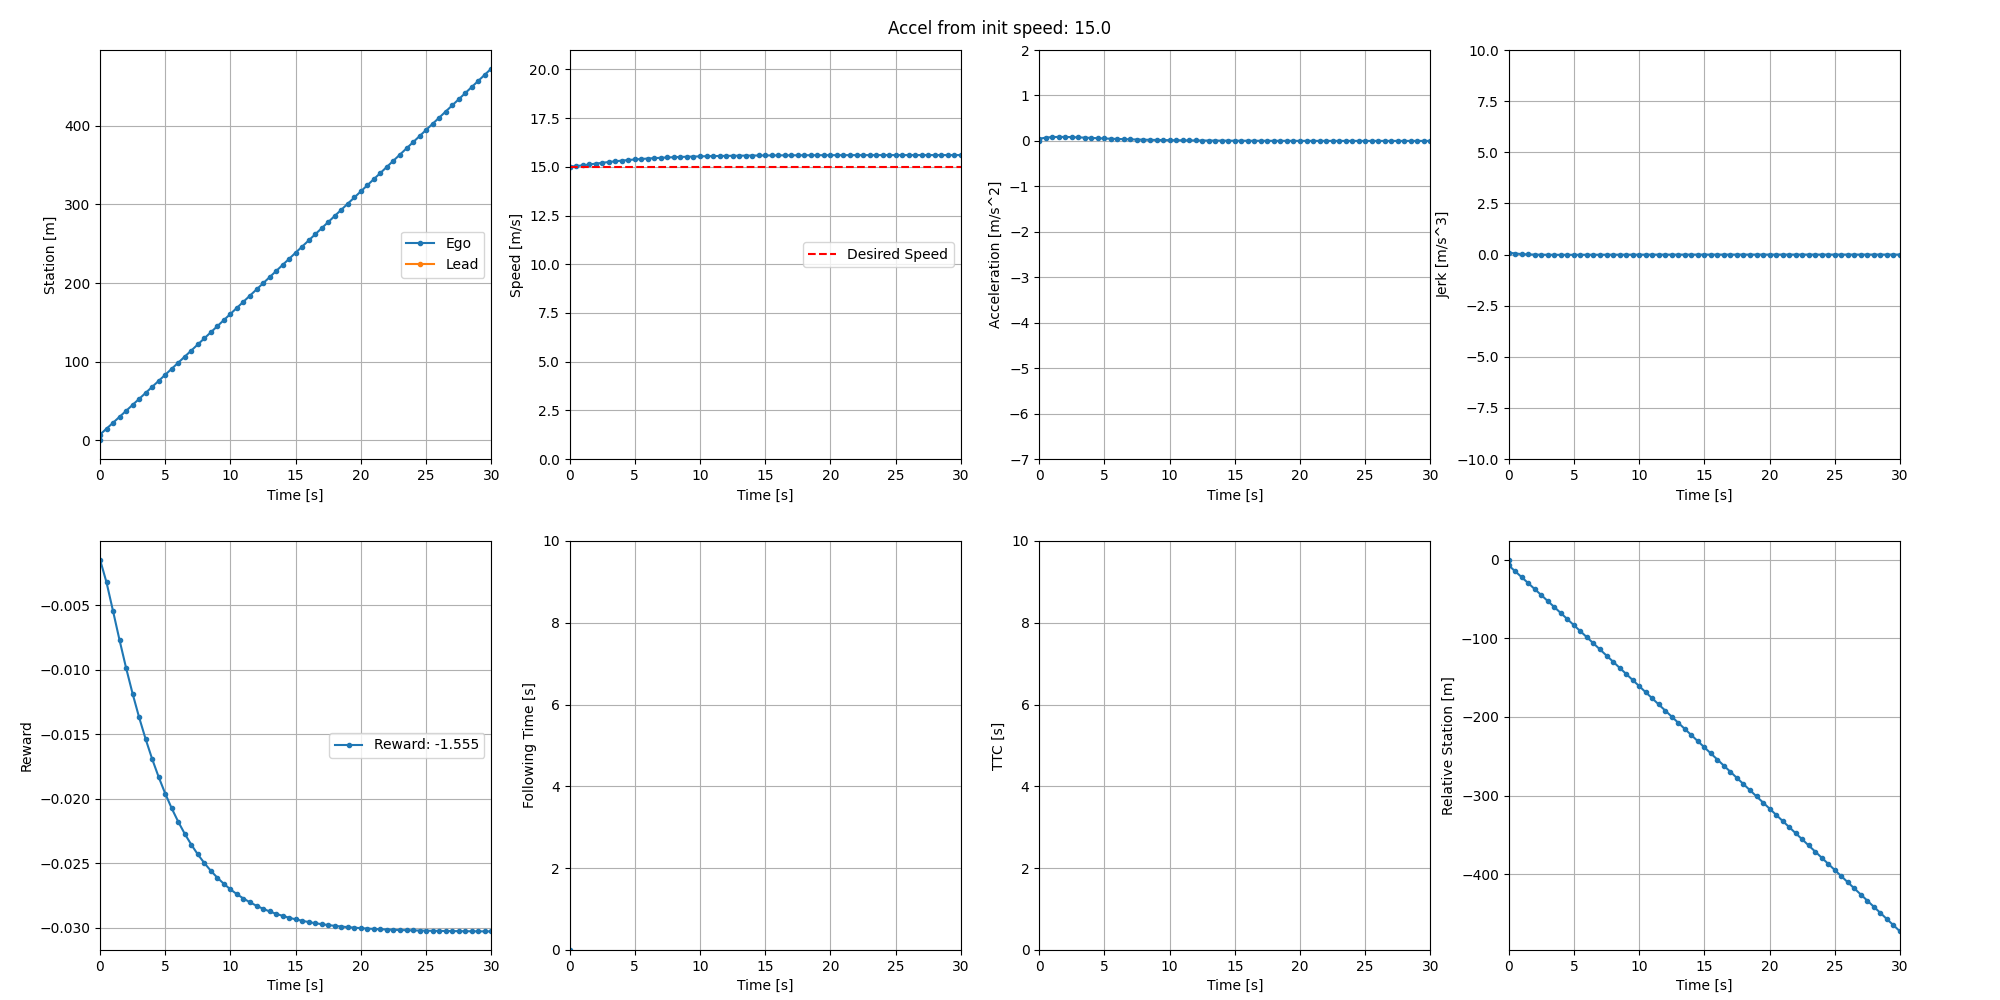 Accel from init speed: 15.0
Station [m]
400
300
200
100
0
0 5 10 15 20 25 30
Time [s]
Ego
Lead
Speed [m/s]
20.0
17.5
15.0
12.5
10.0
7.5
5.0
2.5
0.0
0 5 10 15 20 25 30
Time [s]
Desired Speed
Acceleration [m/s^2]
2
1
0
−1
−2
−3
−4
−5
−6
−7
0 5 10 15 20 25 30
Time [s]
Jerk [m/s^3]
10.0
7.5
5.0
2.5
0.0
−2.5
−5.0
−7.5
−10.0
0 5 10 15 20 25 30
Time [s]
Reward
−0.005
−0.010
−0.015
−0.020
−0.025
−0.030
0 5 10 15 20 25 30
Time [s]
Reward: -1.555
Following Time [s]
10
8
6
4
2
0
0 5 10 15 20 25 30
Time [s]
TTC [s]
10
8
6
4
2
0
0 5 10 15 20 25 30
Time [s]
Relative Station [m]
0
−100
−200
−300
−400
0 5 10 15 20 25 30
Time [s]